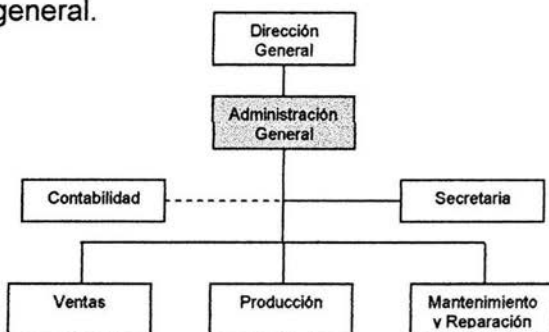 general.
Dirección
General
Administración
General
Contabilidad
Secretaria
Ventas
Producción
Mantenimiento
y Reparación